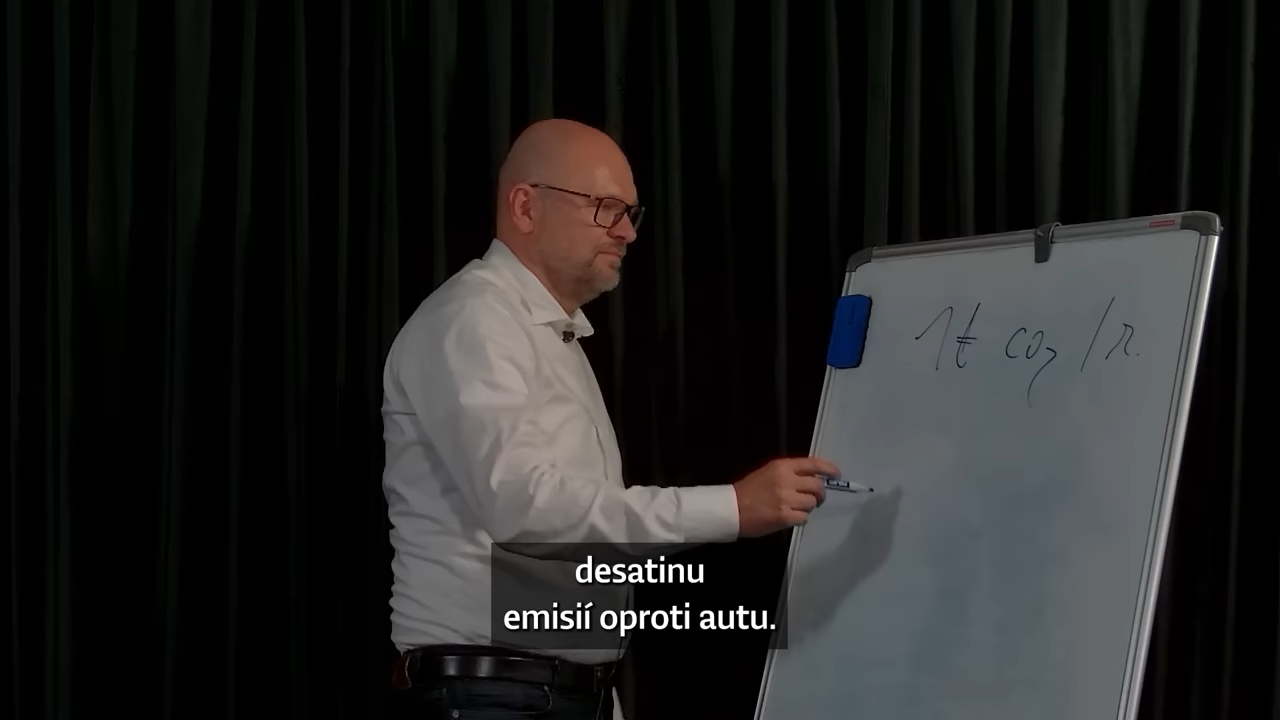 1t co₂ /r.
desatinu
emisií oproti autu.